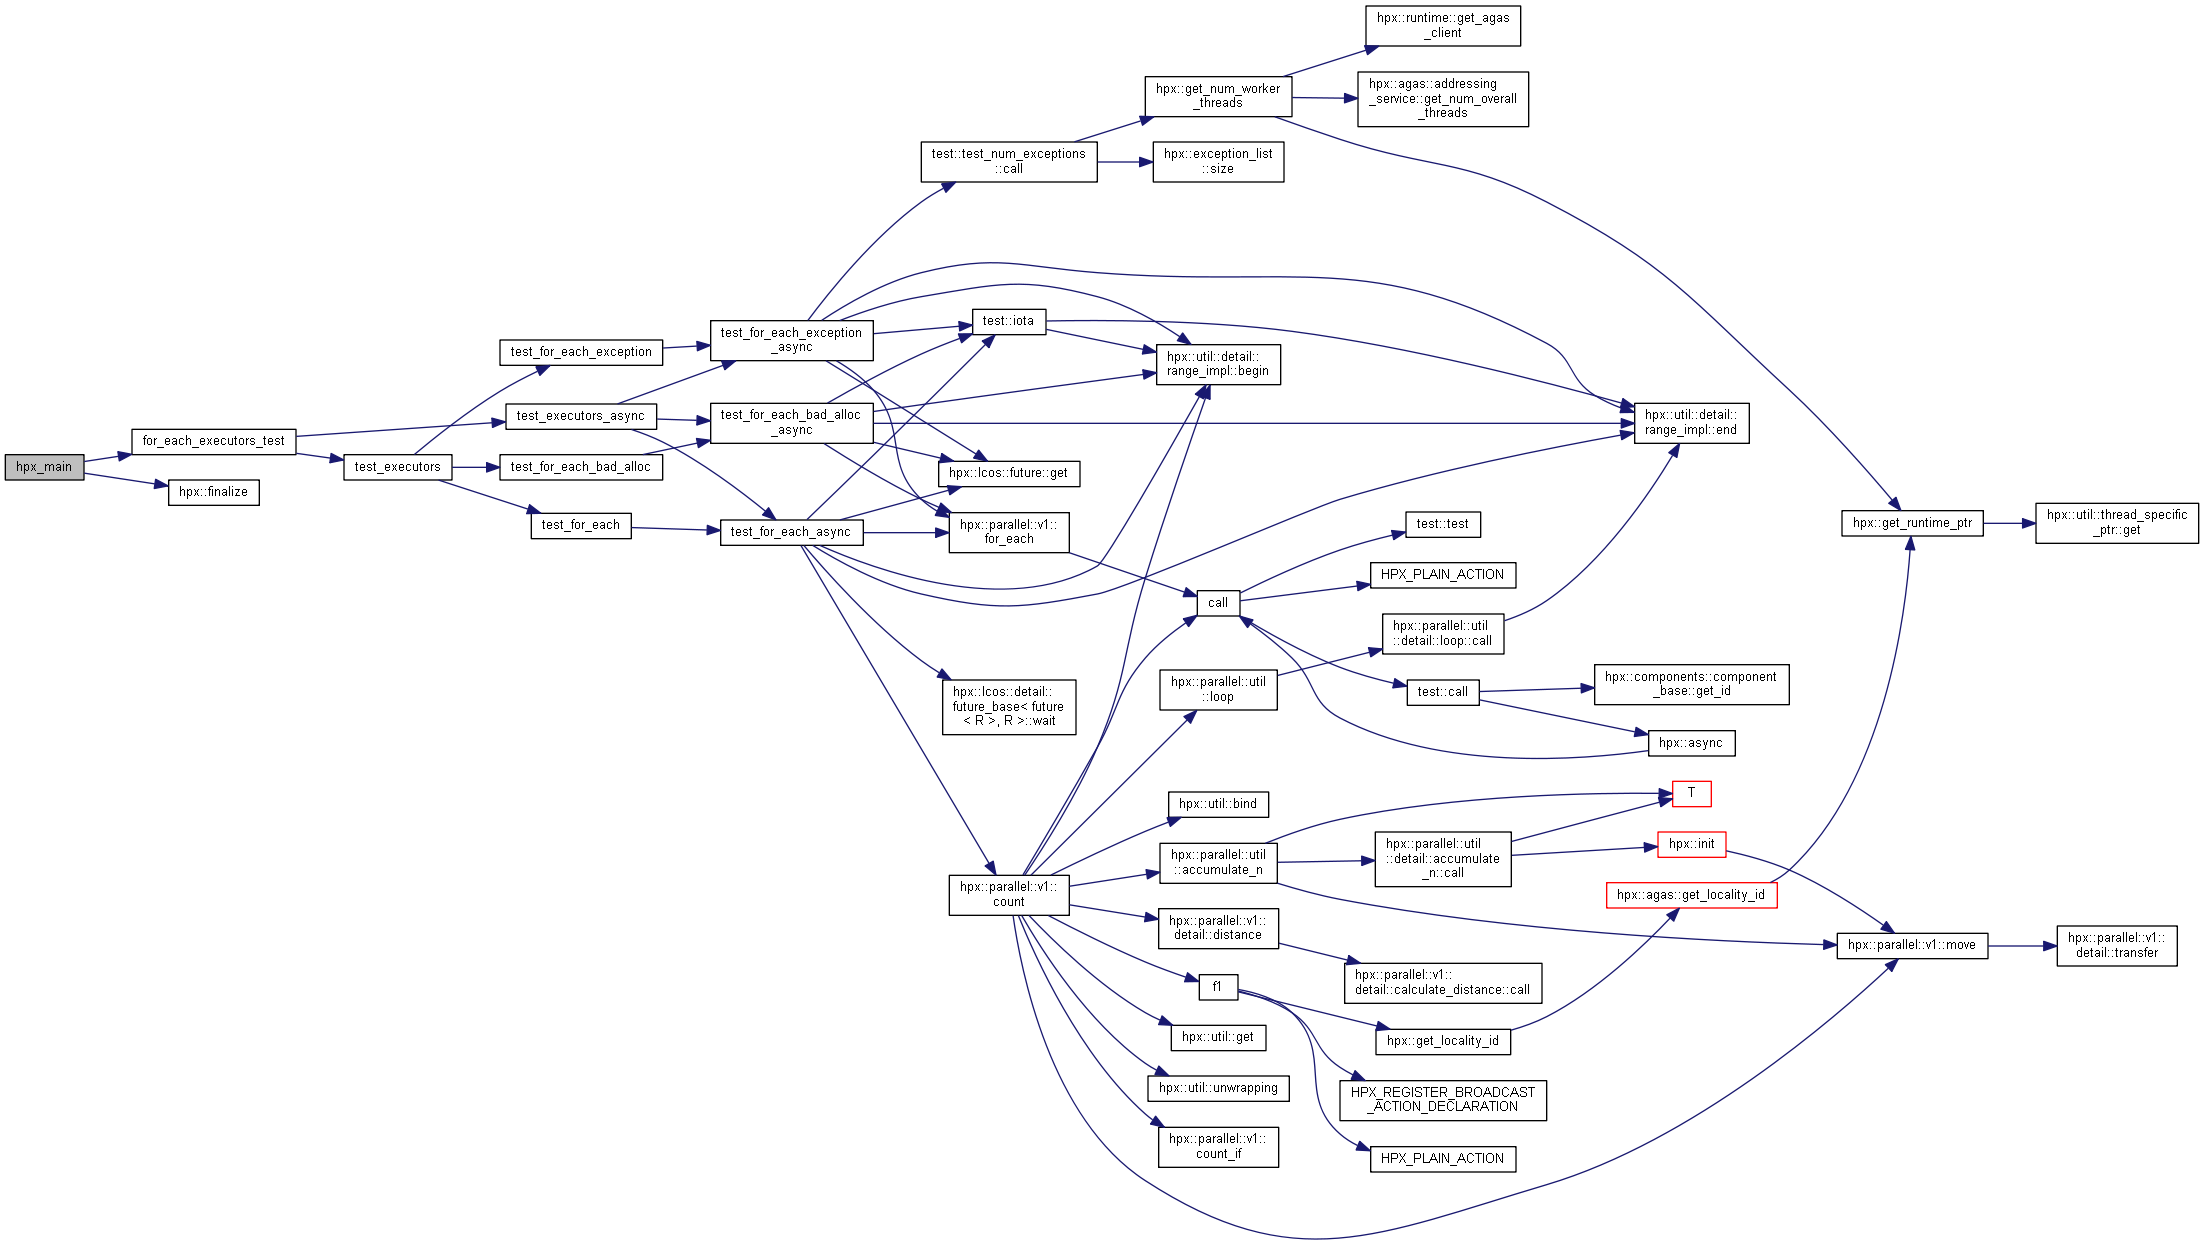 hpx_main
for_each_executors_test
hpx::finalize
test_executors
test_executors_async
test_for_each_exception
test_for_each_bad_alloc
test_for_each
test_for_each_exception
_async
test_for_each_bad_alloc
_async
test_for_each_async
test::test_num_exceptions
::call
test::iota
hpx::lcos::future::get
hpx::parallel::v1::
for_each
hpx::lcos::detail::
future_base< future
< R >, R >::wait
hpx::parallel::v1::
count
hpx::get_num_worker
_threads
hpx::exception_list
::size
hpx::util::detail::
range_impl::begin
call
hpx::parallel::util
::loop
hpx::util::bind
hpx::parallel::util
::accumulate_n
hpx::parallel::v1::
detail::distance
f1
hpx::util::get
hpx::util::unwrapping
hpx::parallel::v1::
count_if
hpx::runtime::get_agas
_client
hpx::agas::addressing
_service::get_num_overall
_threads
test::test
HPX_PLAIN_ACTION
hpx::parallel::util
::detail::loop::call
test::call
hpx::parallel::util
::detail::accumulate
_n::call
hpx::parallel::v1::
detail::calculate_distance::call
hpx::get_locality_id
HPX_REGISTER_BROADCAST
_ACTION_DECLARATION
HPX_PLAIN_ACTION
hpx::util::detail::
range_impl::end
hpx::components::component
_base::get_id
hpx::async
T
hpx::init
hpx::agas::get_locality_id
hpx::get_runtime_ptr
hpx::parallel::v1::move
hpx::util::thread_specific
_ptr::get
hpx::parallel::v1::
detail::transfer